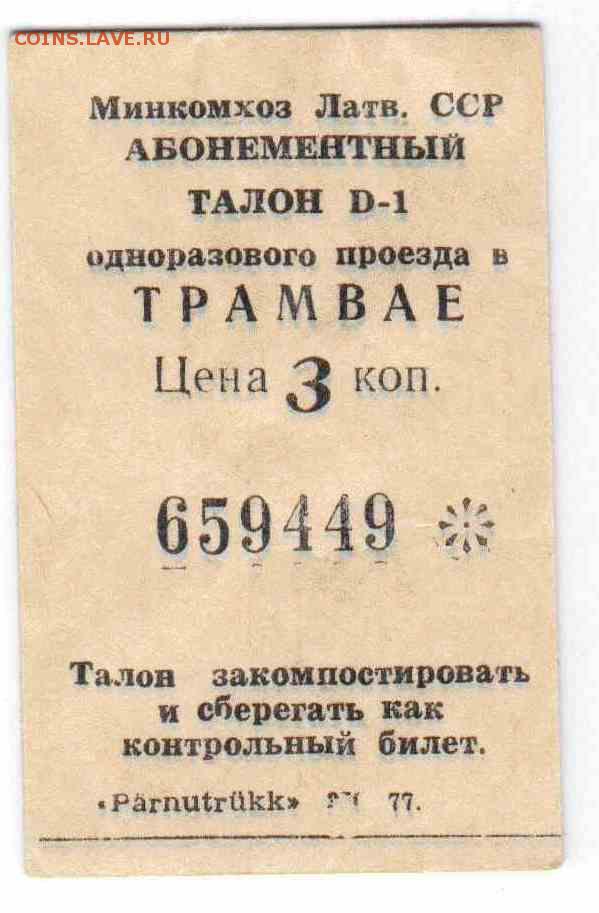 COINS.LAVE.RU
Минкомхоз Латв. ССР
АБОНЕМЕНТНЫЙ
ТАЛОН D-1
одноразового проезда в
ТРАМВАЕ
Цена 3 коп.
659449
Талон закомпостировать
и сберегать как
контрольный билет.
«Pärnutrükk» 77.